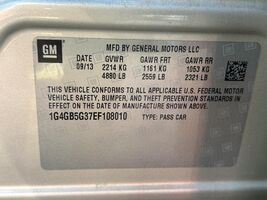 GM
MFD BY GENERAL MOTORS LLC
DATE GVWR GAWR FRT GAWR RR
09/13 2214 KG 1161 KG 1053 KG
4880 LB 2559 LB 2321 LB
THIS VEHICLE CONFORMS TO ALL APPLICABLE U.S. FEDERAL MOTOR
VEHICLE SAFETY, BUMPER, AND THEFT PREVENTION STANDARDS
IN EFFECT ON THE DATE OF MANUFACTURE SHOWN ABOVE.
1G4GB5G37EF108010 TYPE: PASS CAR